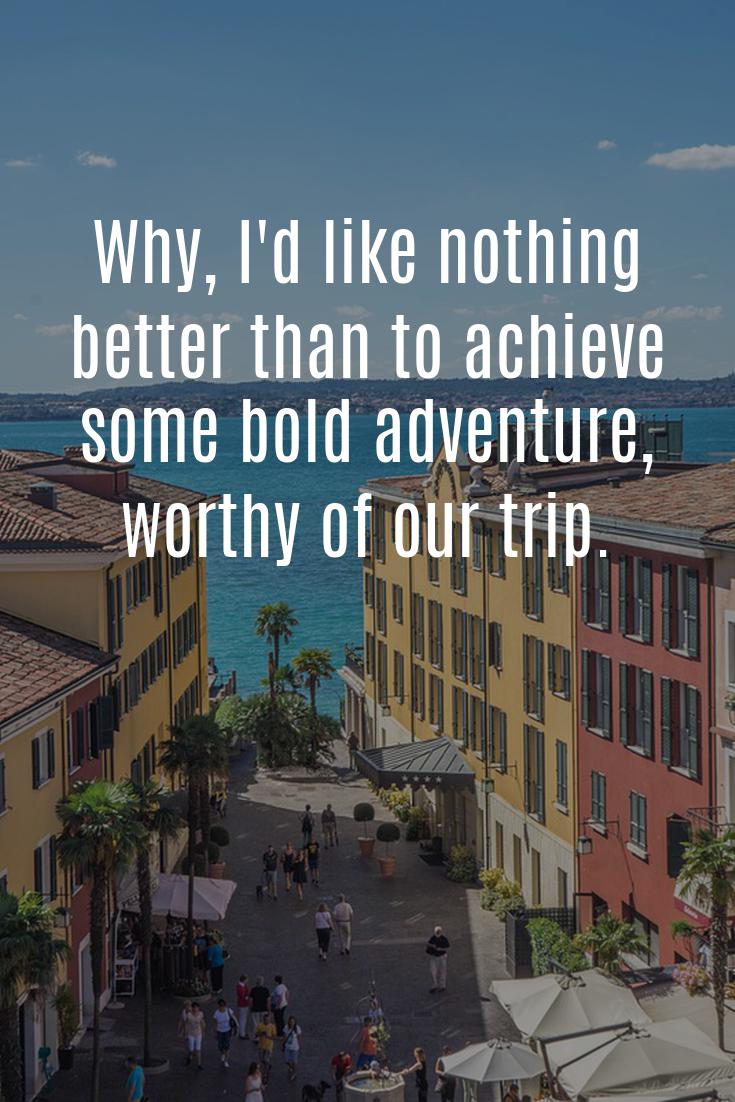 Why, I'd like nothing
better than to achieve
some bold adventure,
worthy of our trip.